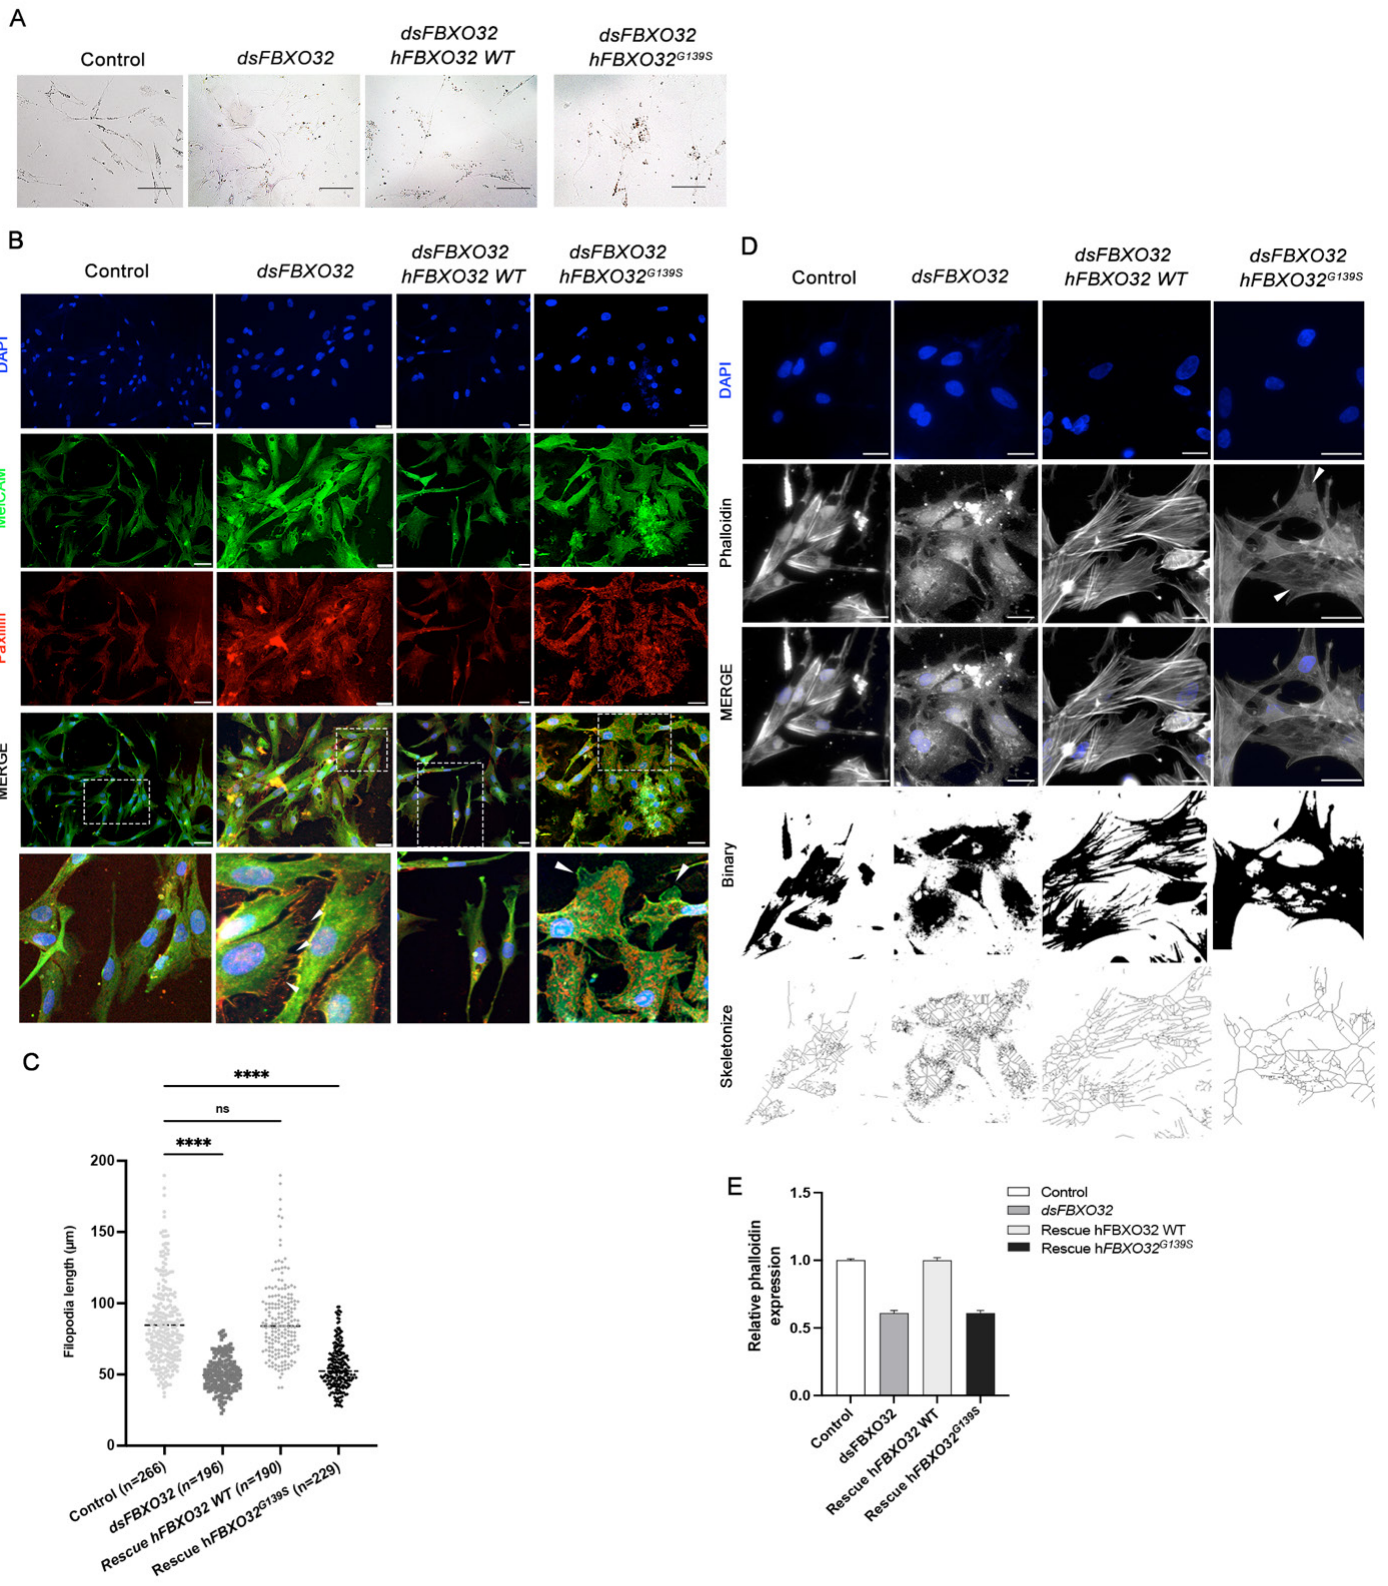 A
Control
dsFBXO32
dsFBXO32
hFBXO32 WT
dsFBXO32
hFBXO32G139S
B
Control
dsFBXO32
dsFBXO32
hFBXO32 WT
dsFBXO32
hFBXO32G139S
DAPI
MelCAM
Paxillin
MERGE
C
****
ns
****
200
150
100
50
0
Filopodia length (µm)
Control (n=266)
dsFBXO32 (n=196)
Rescue hFBXO32 WT (n=190)
Rescue hFBXO32G139S (n=229)
D
Control
dsFBXO32
dsFBXO32
hFBXO32 WT
dsFBXO32
hFBXO32G139S
DAPI
Phalloidin
MERGE
Binary
Skeletonize
E
1.5
1.0
0.5
0.0
Relative phalloidin
expression
Control
dsFBXO32
Rescue hFBXO32 WT
Rescue hFBXO32G139S
Control
dsFBXO32
Rescue hFBXO32 WT
Rescue hFBXO32G139S